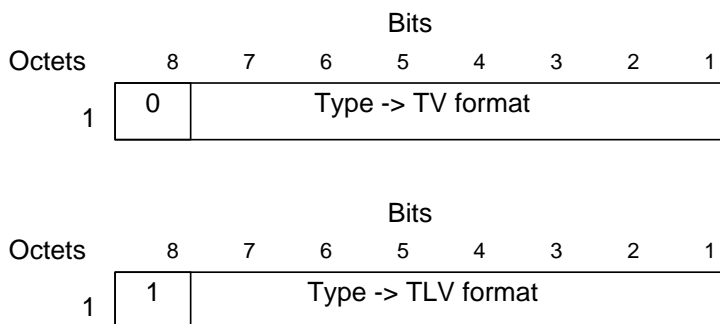 Bits
Octets 8 7 6 5 4 3 2 1
1 0 Type -> TV format
Bits
Octets 8 7 6 5 4 3 2 1
1 1 Type -> TLV format